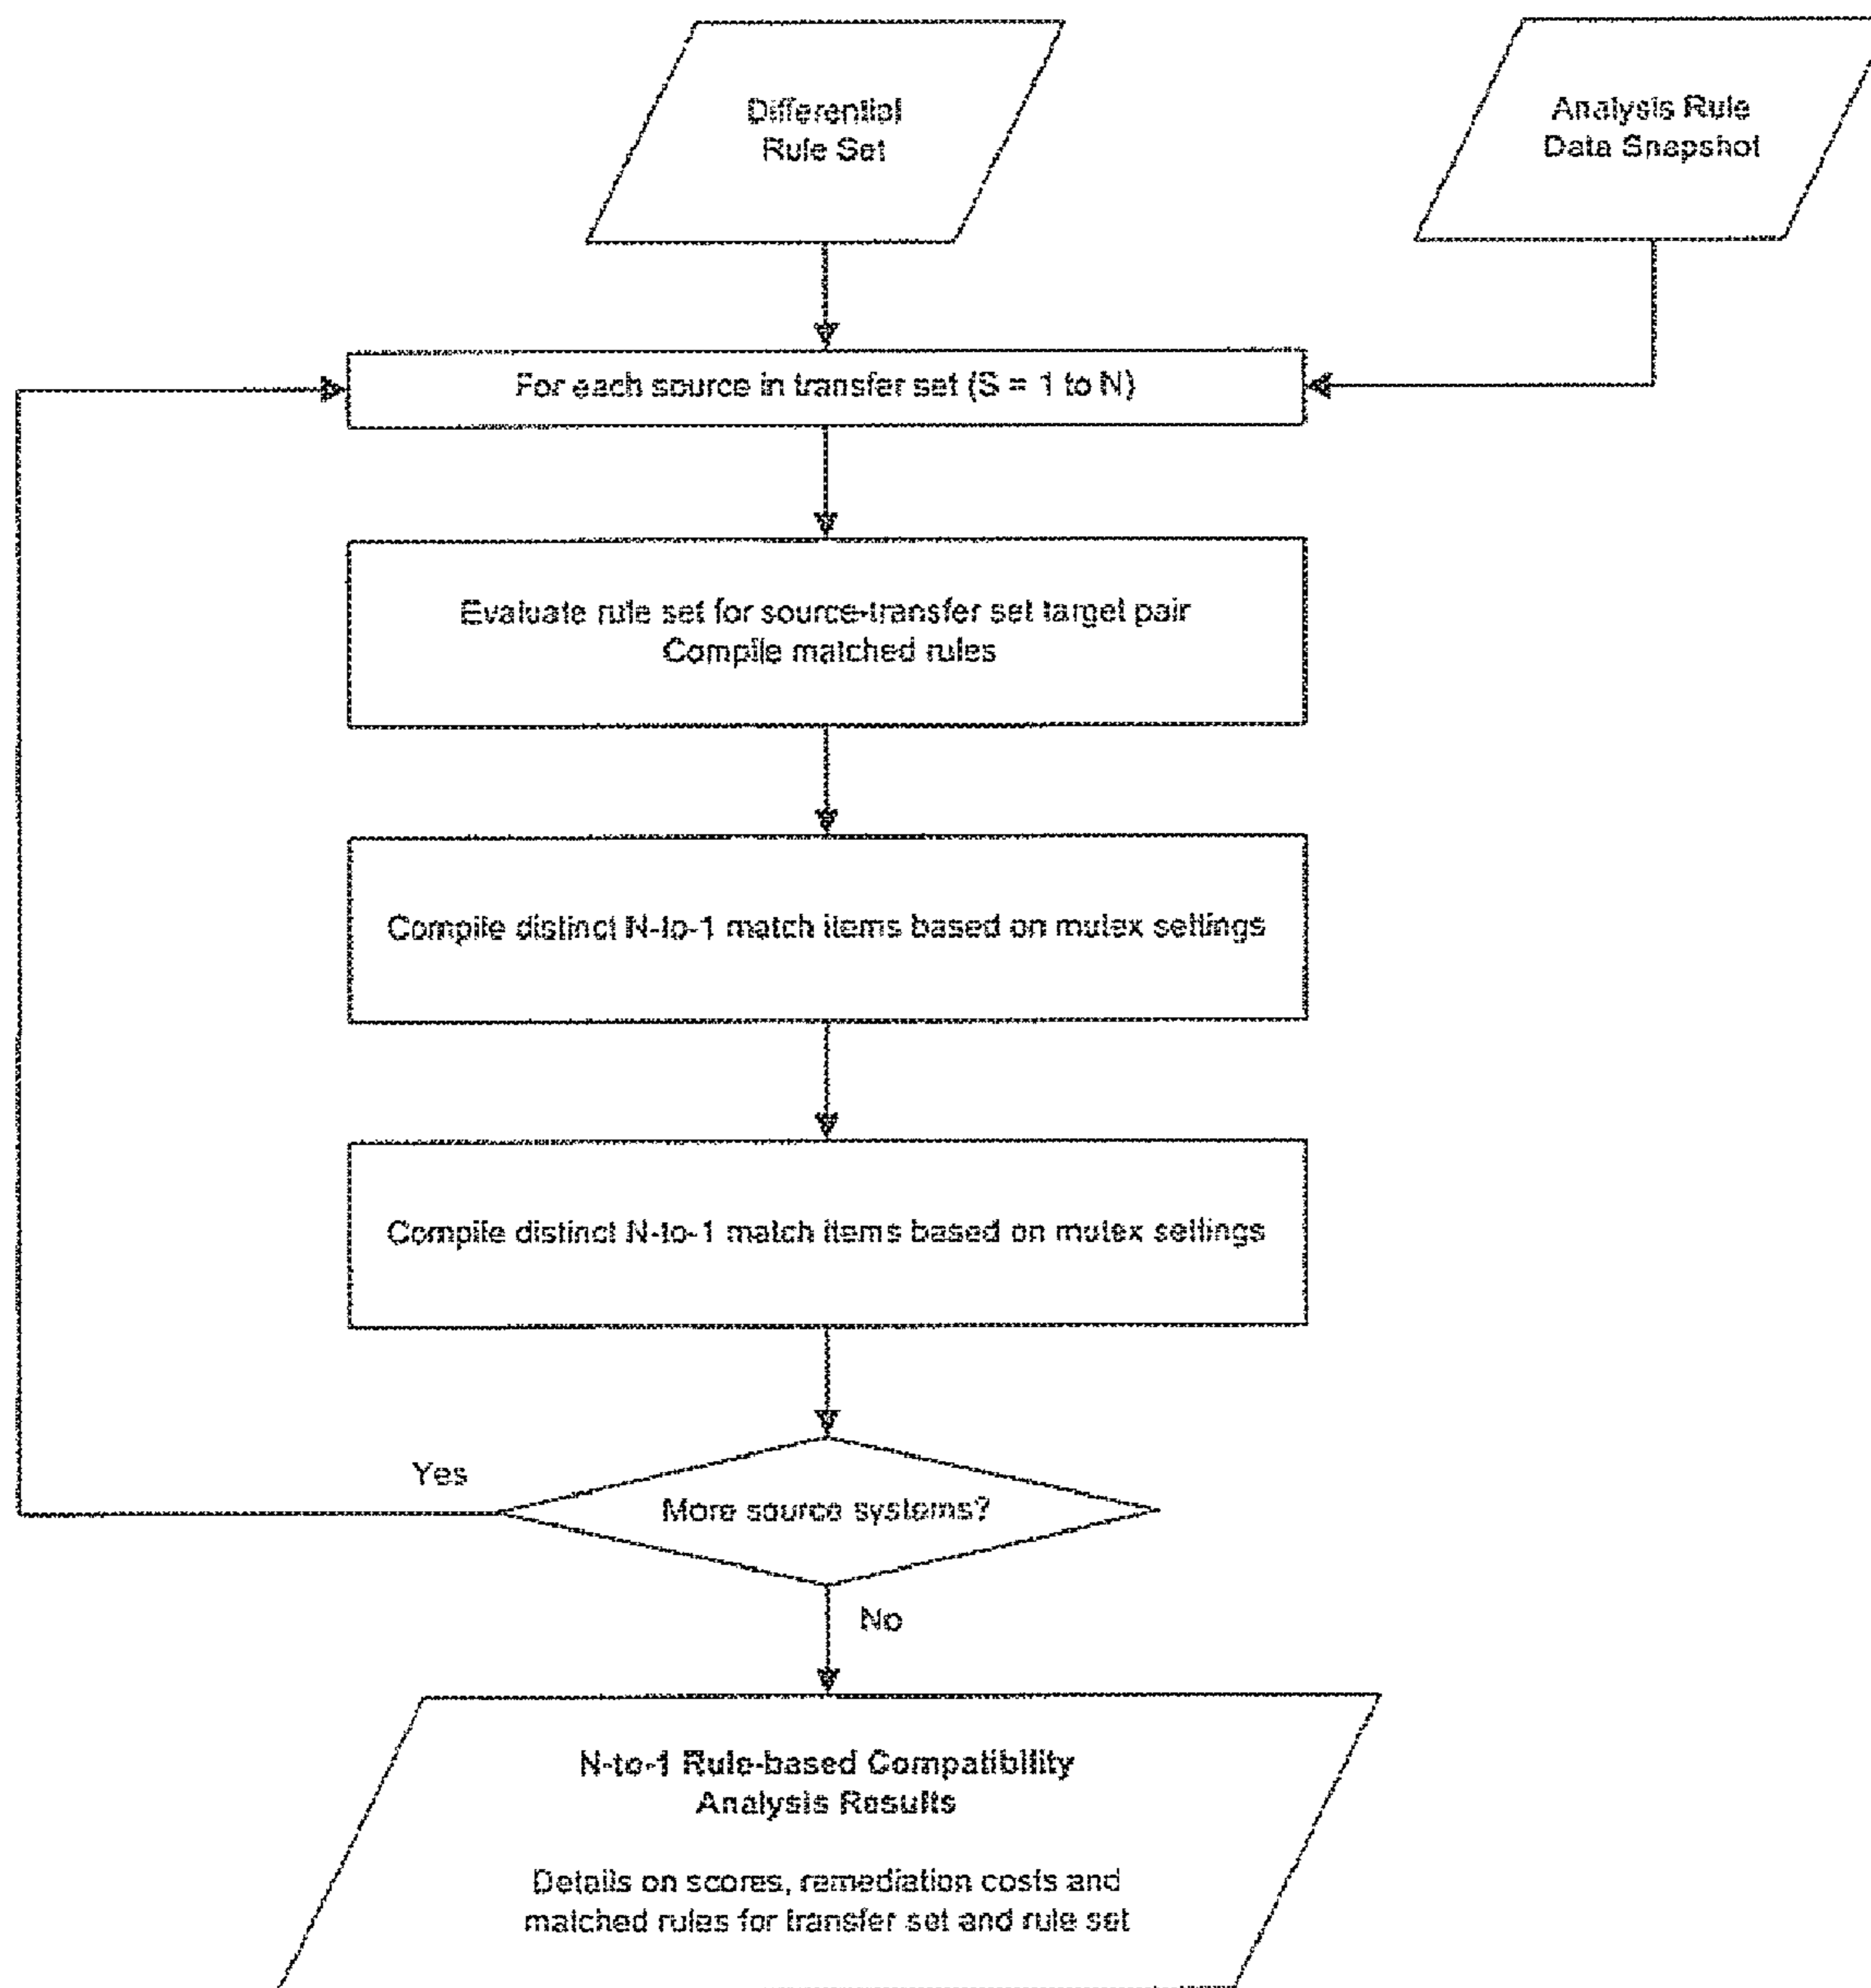 Differential
Rule Set
Analysis Rule
Data Snapshot
For each source in transfer set (S = 1 to N)
Evaluate rule set for source-transfer set target pair
Compile matched rules
Compile distinct N-to-1 match items based on mutex settings
Compile distinct N-to-1 match items based on mutex settings
Yes
More source systems?
No
N-to-1 Rule-based Compatibility
Analysis Results
Details on scores, remediation costs and
matched rules for transfer set and rule set